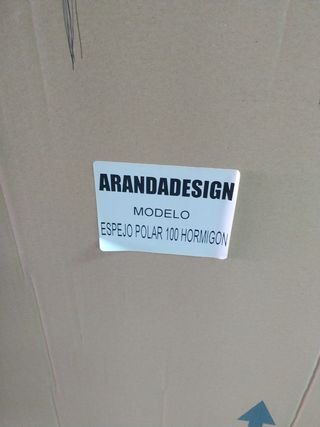 ARANDADESIGN
MODELO
ESPEJO POLAR 100 HORMIGON